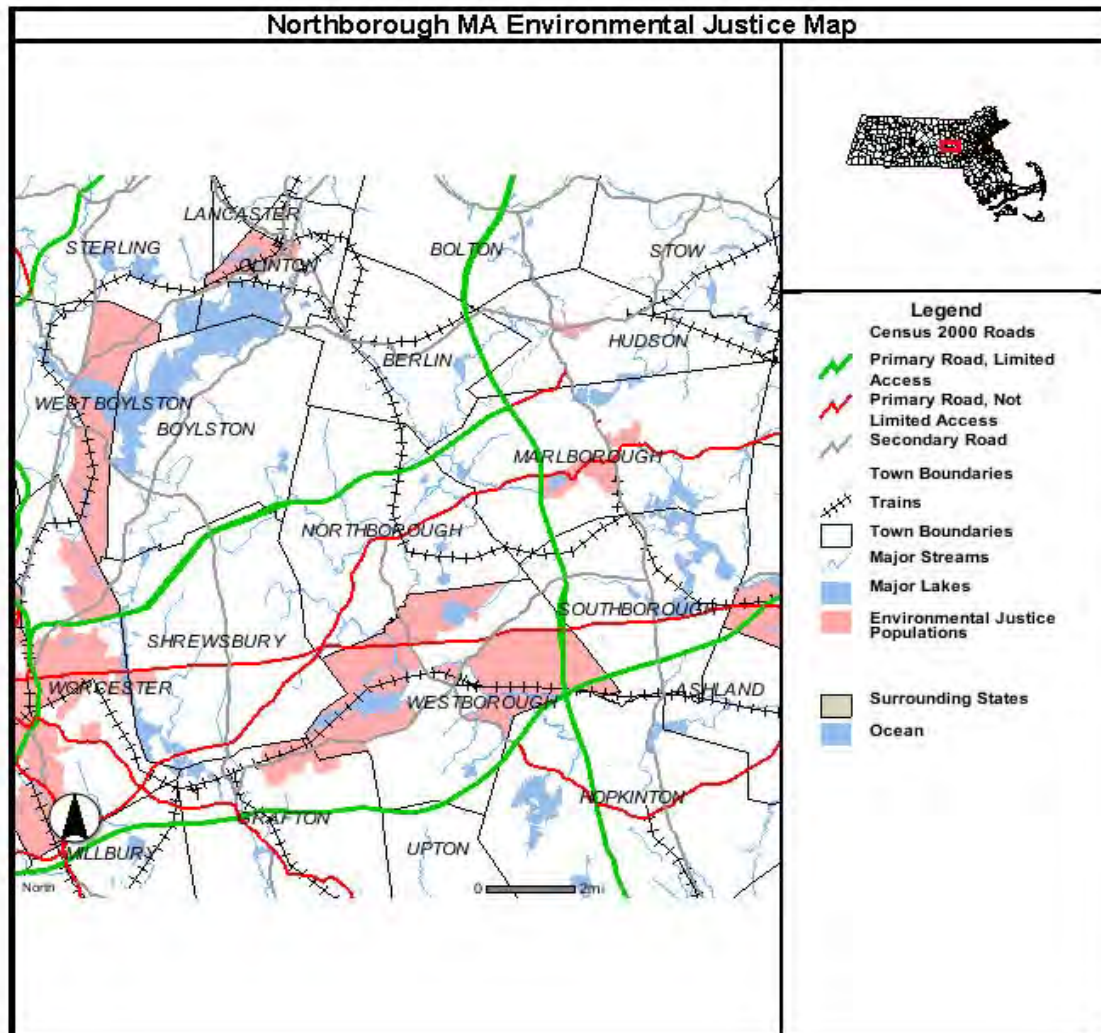 Northborough MA Environmental Justice Map
LANCASTER
STERLING
CLINTON
BOLTON
STOW
HUDSON
BERLIN
WEST BOYLSTON
BOYLSTON
MARLBOROUGH
NORTHBOROUGH
SOUTHBOROUGH
SHREWSBURY
WORCESTER
WESTBOROUGH
ASHLAND
HOPKINTON
GRAFTON
UPTON
MILLBURY
North
0 2mi
Legend
Census 2000 Roads
Primary Road, Limited
Access
Primary Road, Not
Limited Access
Secondary Road
Town Boundaries
Trains
Town Boundaries
Major Streams
Major Lakes
Environmental Justice
Populations
Surrounding States
Ocean